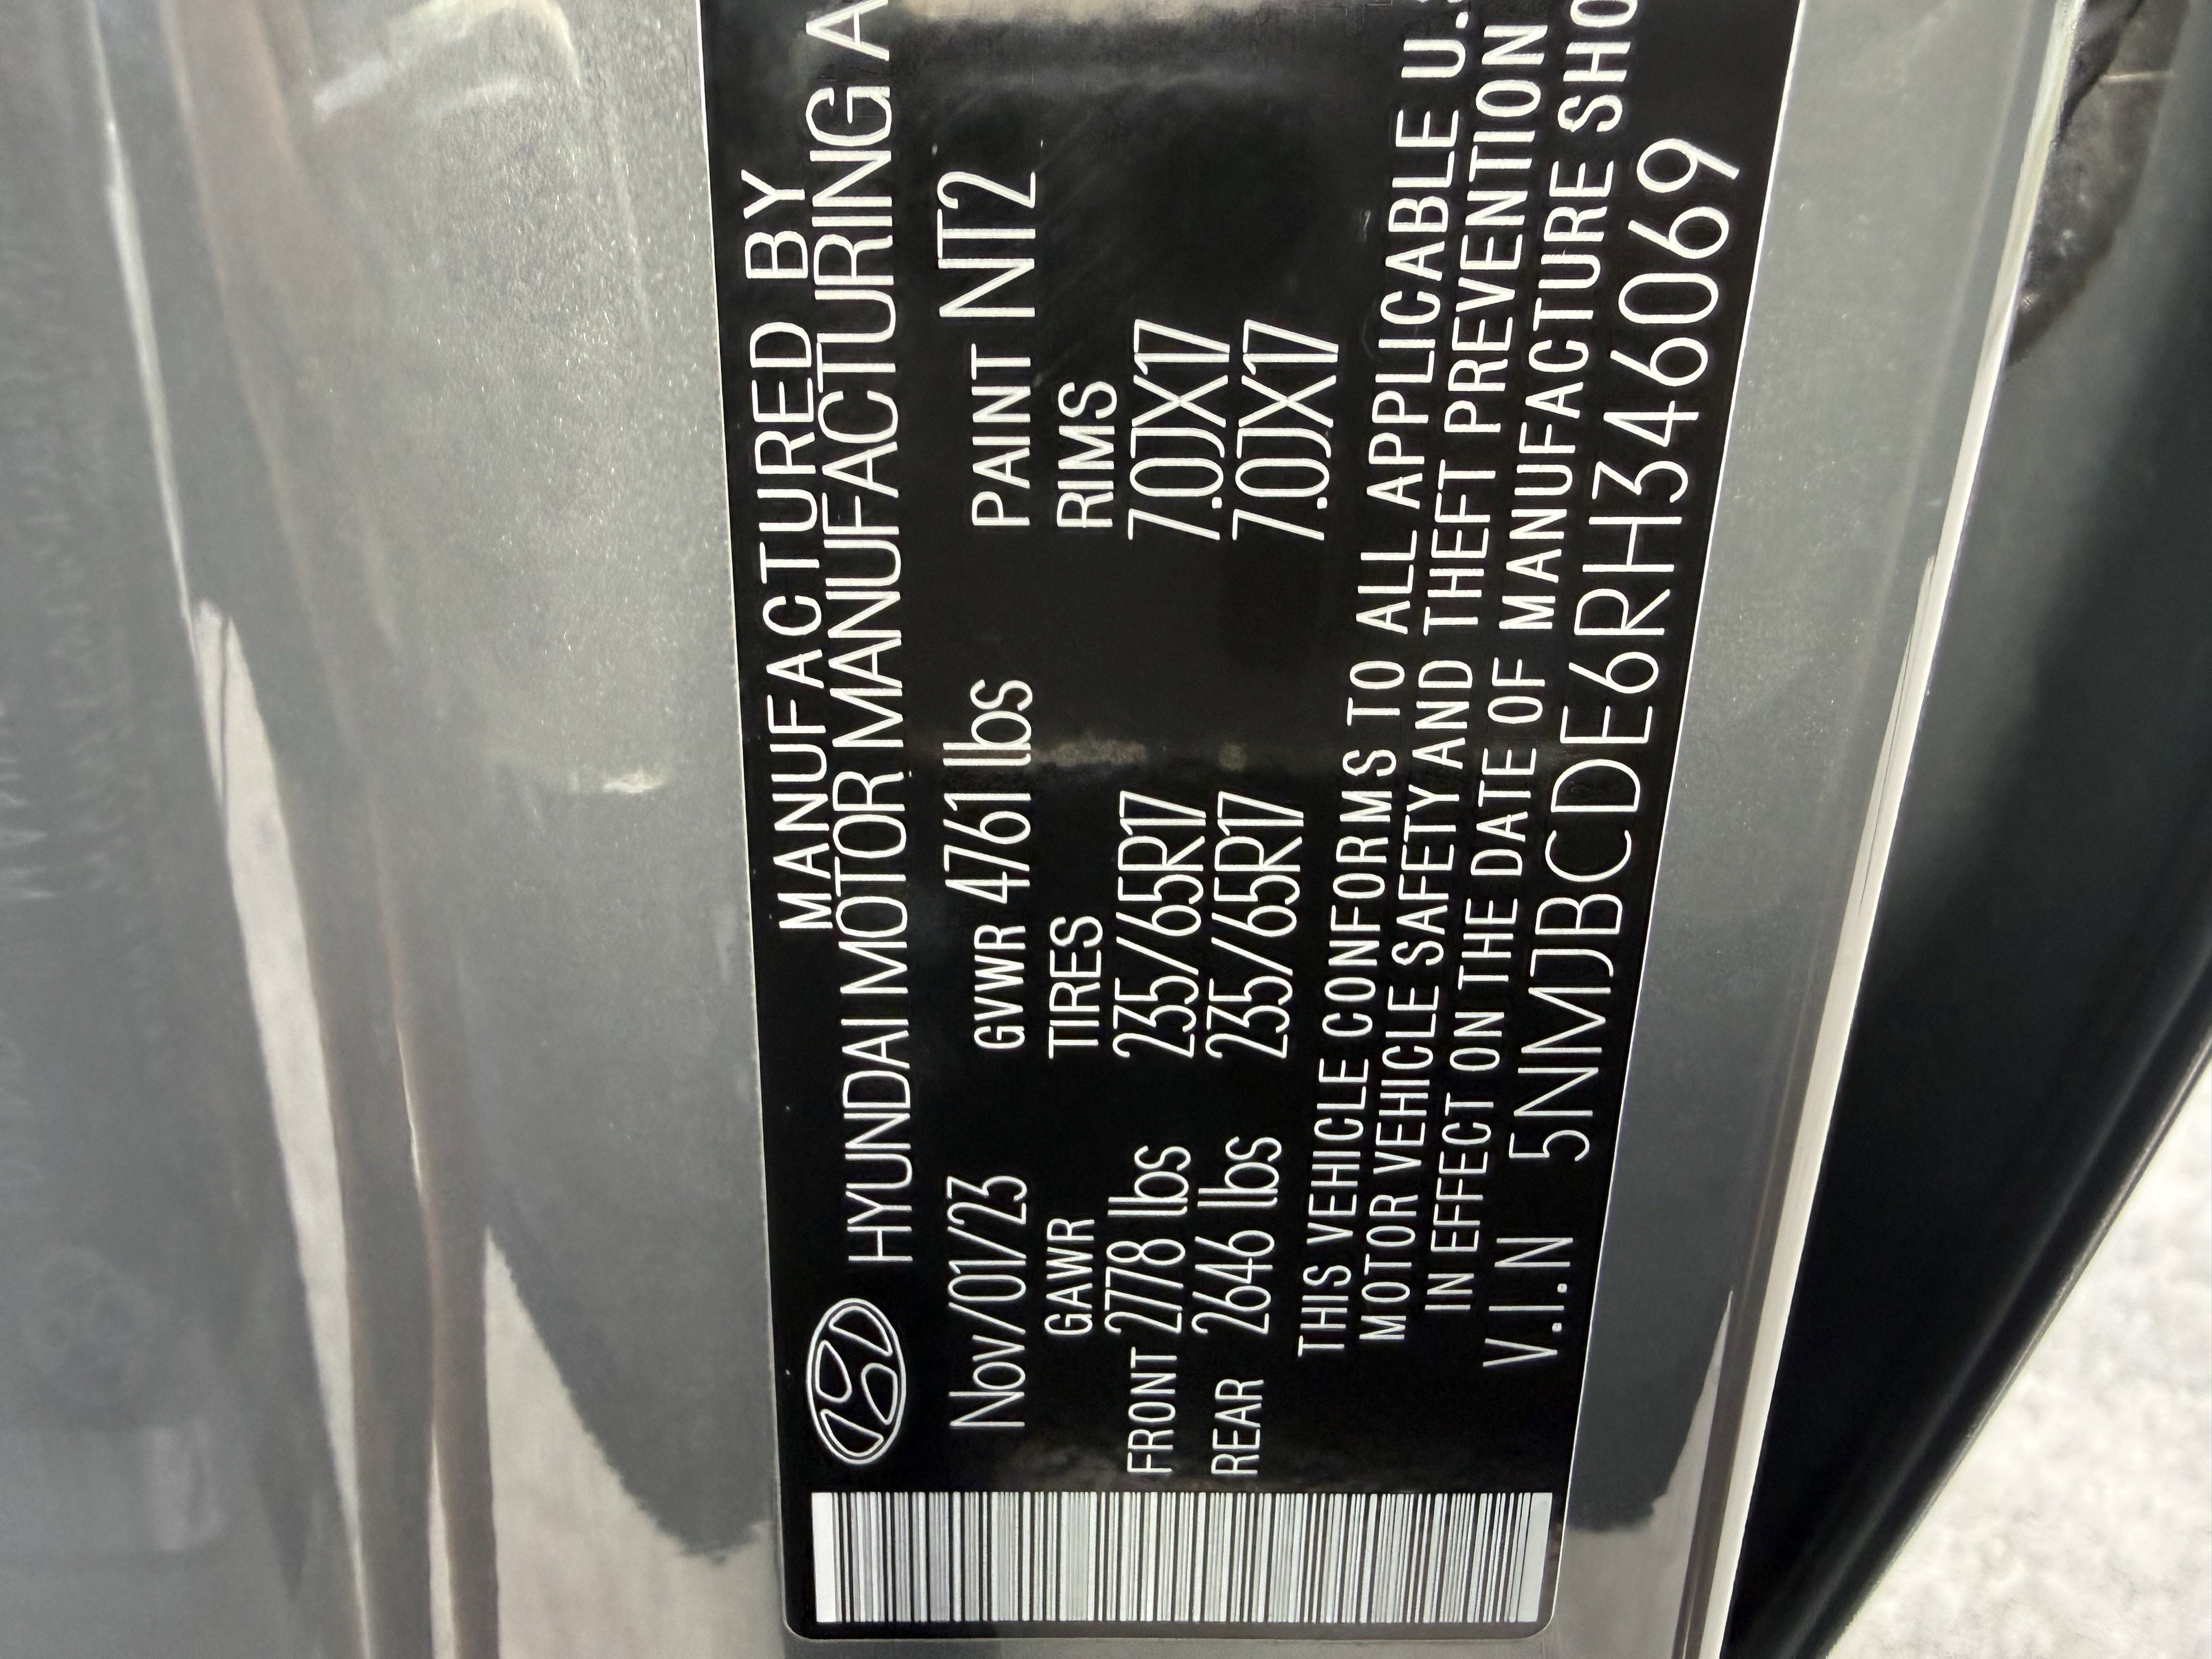 MANUFACTURED BY
HYUNDAI MOTOR MANUFACTURING A
Nov/01/23 GVWR 4761 lbs PAINT NT2
GAWR TIRES RIMS
FRONT 2778 lbs 235/65R17 7.0JX17
REAR 2646 lbs 235/65R17 7.0JX17
THIS VEHICLE CONFORMS TO ALL APPLICABLE U.S
MOTOR VEHICLE SAFETY AND THEFT PREVENTION
IN EFFECT ON THE DATE OF MANUFACTURE SHO
V.I.N 5NMJBCDE6RH346069